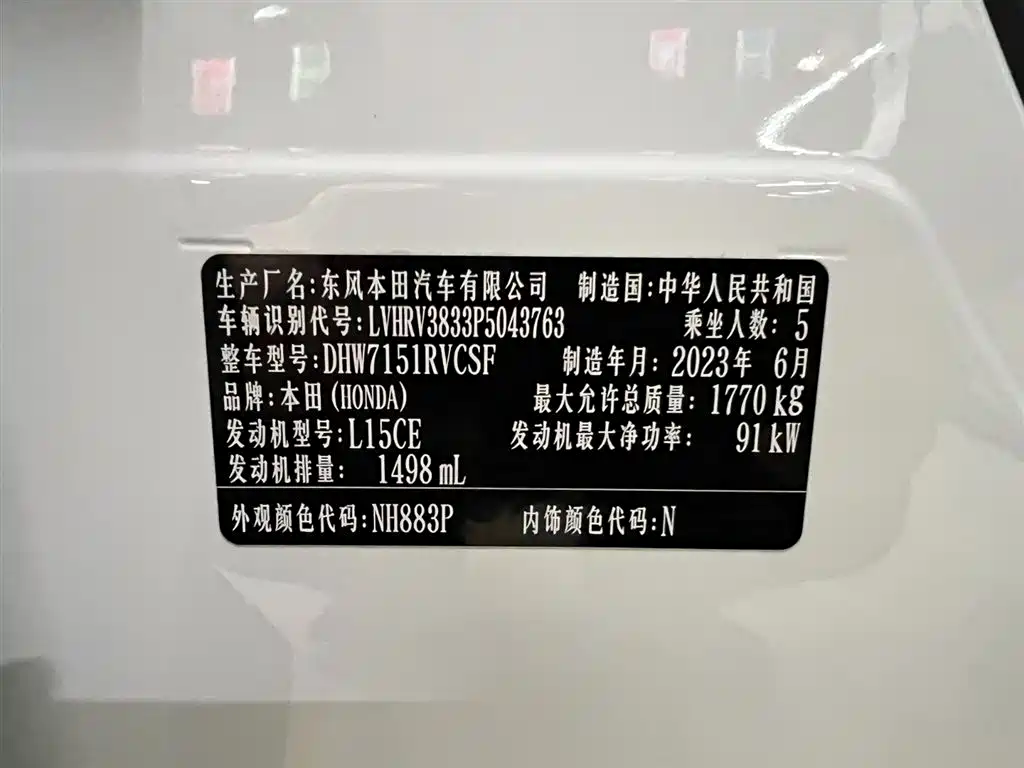 生产厂名:东风本田汽车有限公司 制造国:中华人民共和国
车辆识别代号:LVHRV3833P5043763 乘坐人数:5
整车型号:DHW7151RVCSF 制造年月:2023年 6月
品牌:本田(HONDA) 最大允许总质量:1770kg
发动机型号:L15CE 发动机最大净功率: 91kW
发动机排量: 1498mL
外观颜色代码:NH883P 内饰颜色代码:N